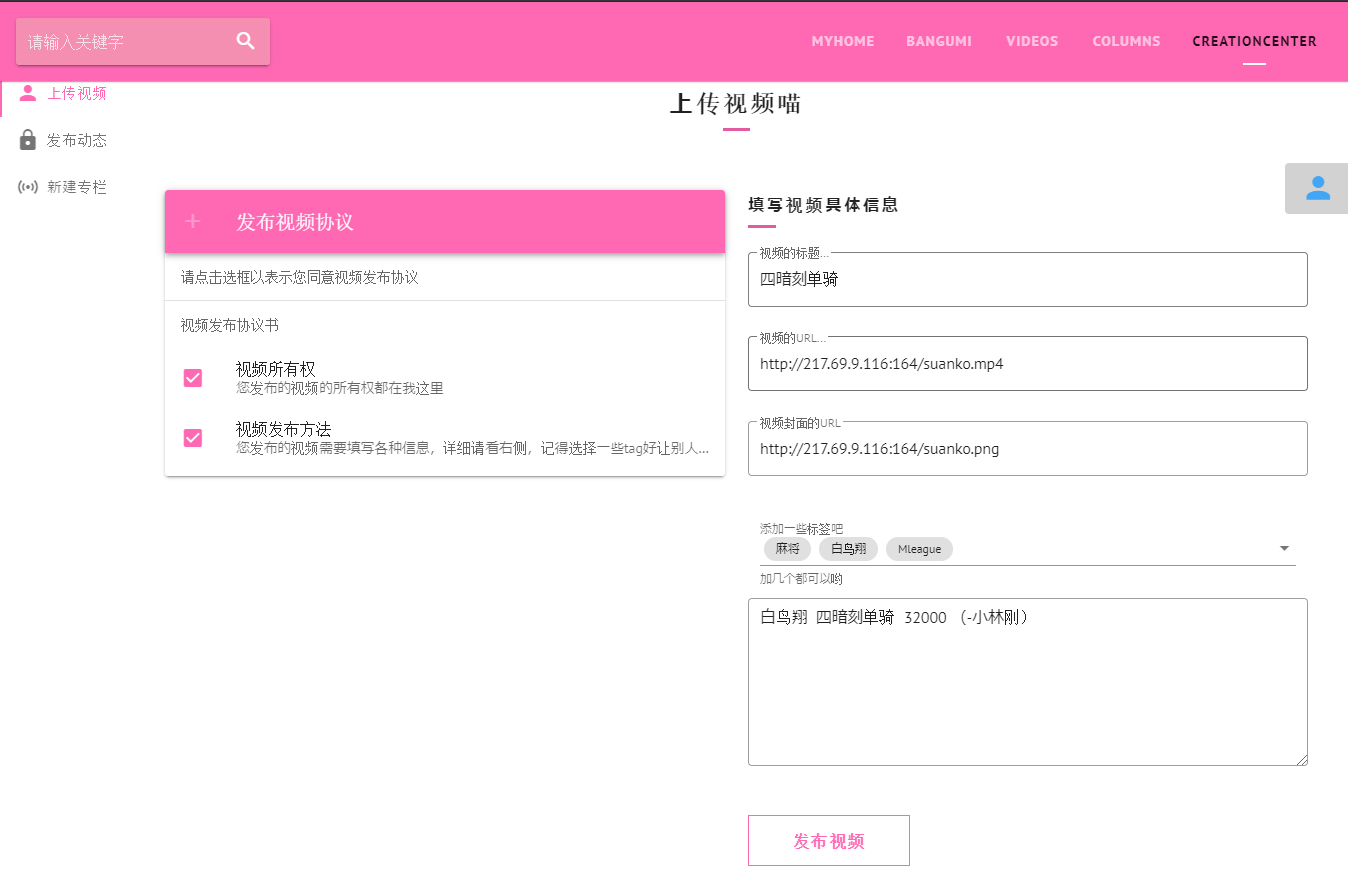 请输入关键字
MYHOME BANGUMI VIDEOS COLUMNS CREATIONCENTER
上传视频
发布动态
新建专栏
上传视频喵
发布视频协议
请点击选框以表示您同意视频发布协议
视频发布协议书
视频所有权
您发布的视频的所有权都在我这里
视频发布方法
您发布的视频需要填写各种信息，详细请看右侧，记得选择一些tag好让别人...
填写视频具体信息
视频的标题...
四暗刻单骑
视频的URL...
http://217.69.9.116:164/suanko.mp4
视频封面的URL
http://217.69.9.116:164/suanko.png
添加一些标签吧
麻将 白鸟翔 Mleague
加几个都可以哟
白鸟翔 四暗刻单骑 32000 （-小林刚）
发布视频